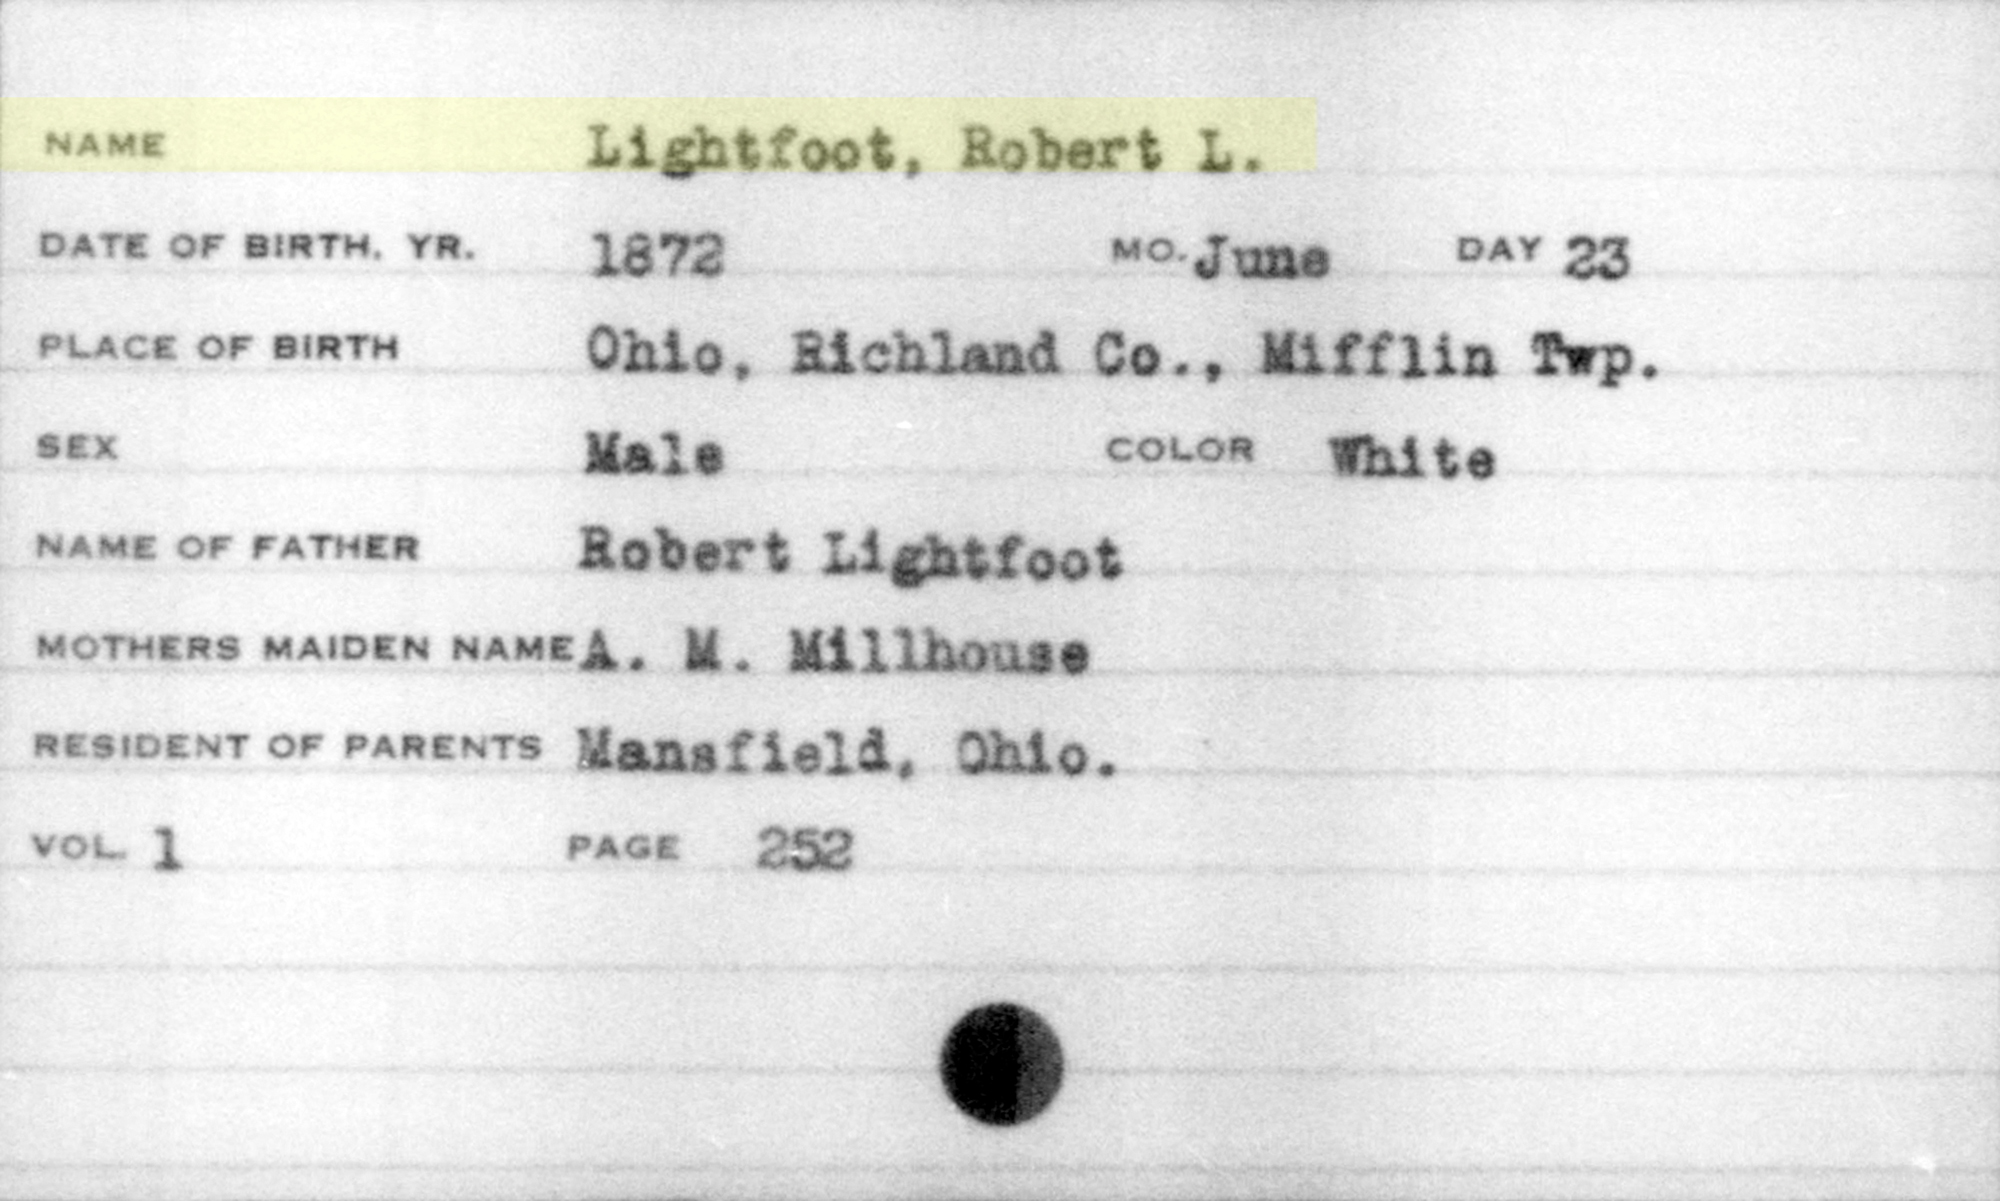 NAME Lightfoot, Robert L.
DATE OF BIRTH. YR. 1872 MO. June DAY 23
PLACE OF BIRTH Ohio, Richland Co., Mifflin Twp.
SEX Male COLOR White
NAME OF FATHER Robert Lightfoot
MOTHERS MAIDEN NAME A. M. Millhouse
RESIDENT OF PARENTS Mansfield, Ohio.
VOL. 1 PAGE 252